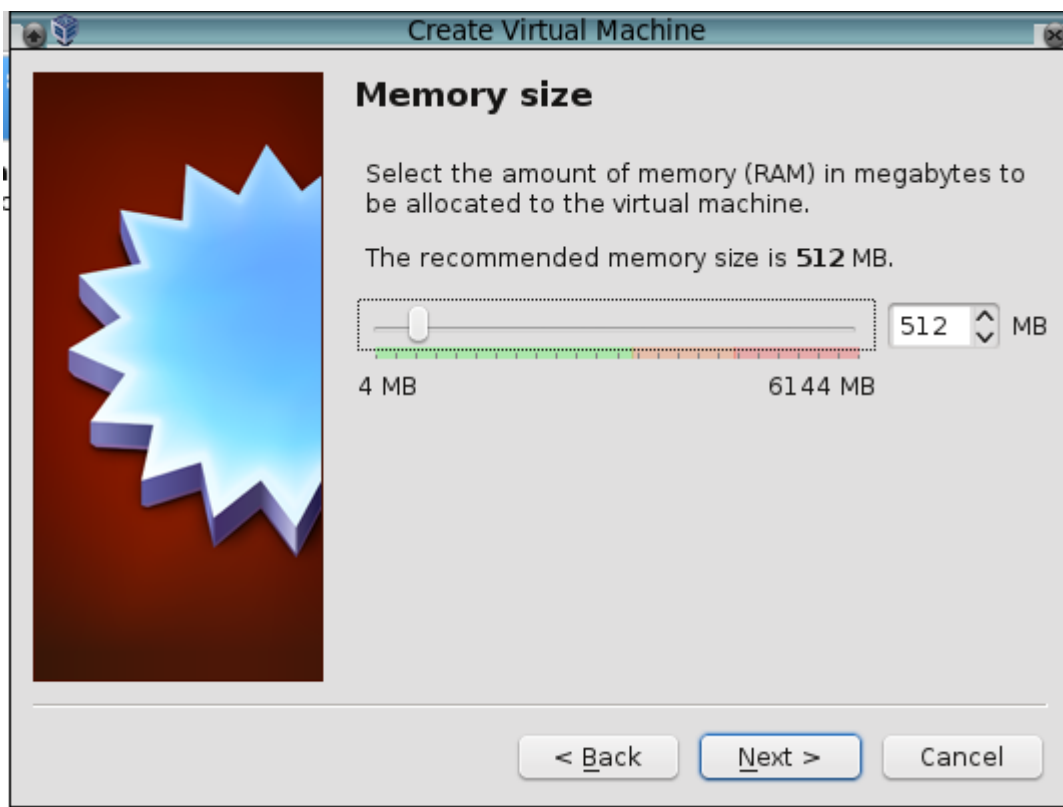 Create Virtual Machine
Memory size
Select the amount of memory (RAM) in megabytes to
be allocated to the virtual machine.
The recommended memory size is 512 MB.
512 MB
4 MB 6144 MB
< Back Next > Cancel